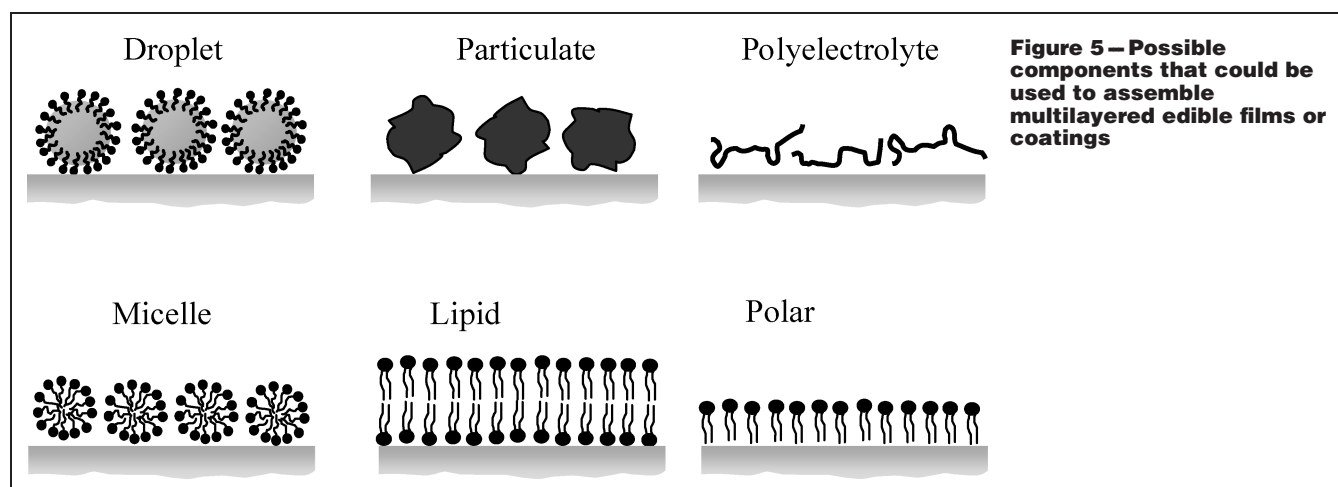 Droplet
Particulate
Polyelectrolyte
Figure 5—Possible
components that could be
used to assemble
multilayered edible films or
coatings
Micelle
Lipid
Polar